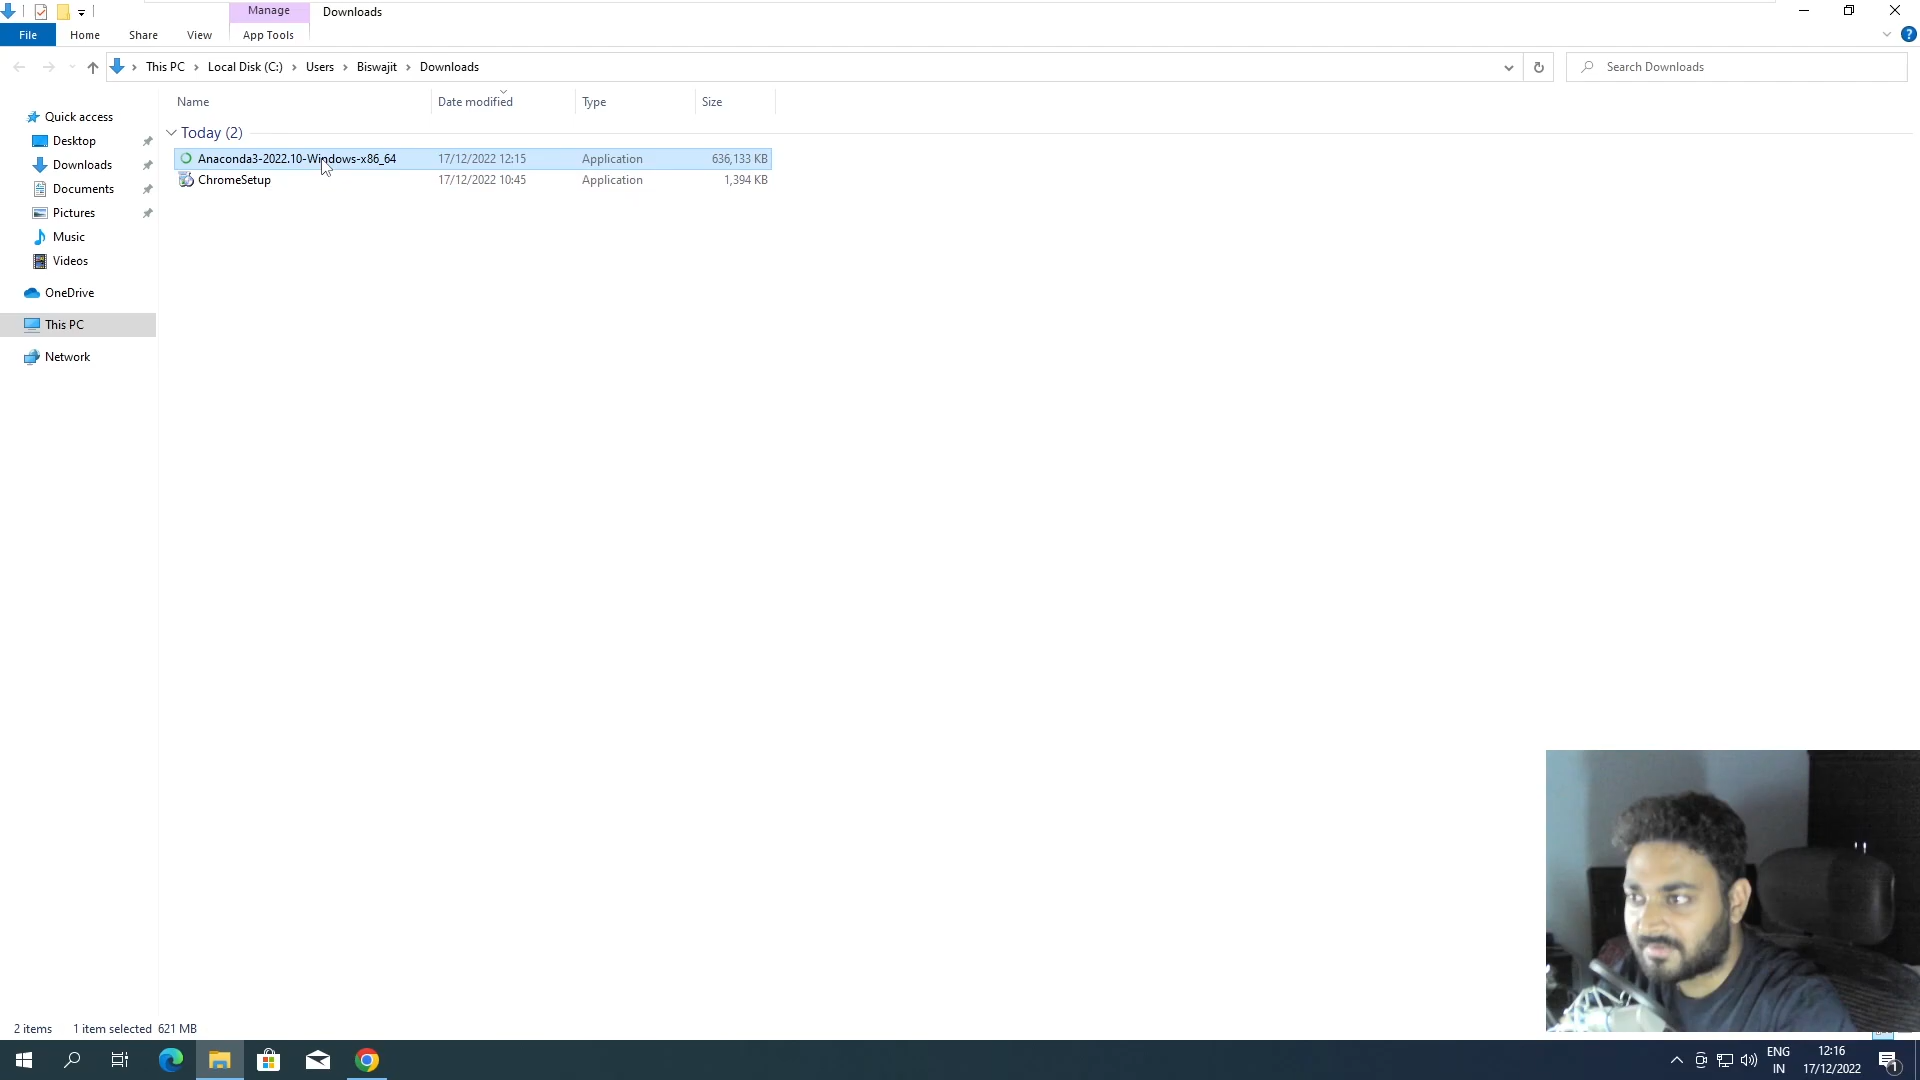 Manage Downloads
File Home Share View App Tools
?
This PC Local Disk (C:) Users Biswajit Downloads Search Downloads
Name Date modified Type Size
Quick access
Desktop
Downloads
Documents
Pictures
Music
Videos
OneDrive
This PC
Network
Today (2)
Anaconda3-2022.10-Windows-x86_64 17/12/2022 12:15 Application 636,133 KB
ChromeSetup 17/12/2022 10:45 Application 1,394 KB
2 items 1 item selected 621 MB
ENG
IN
12:16
17/12/2022
1